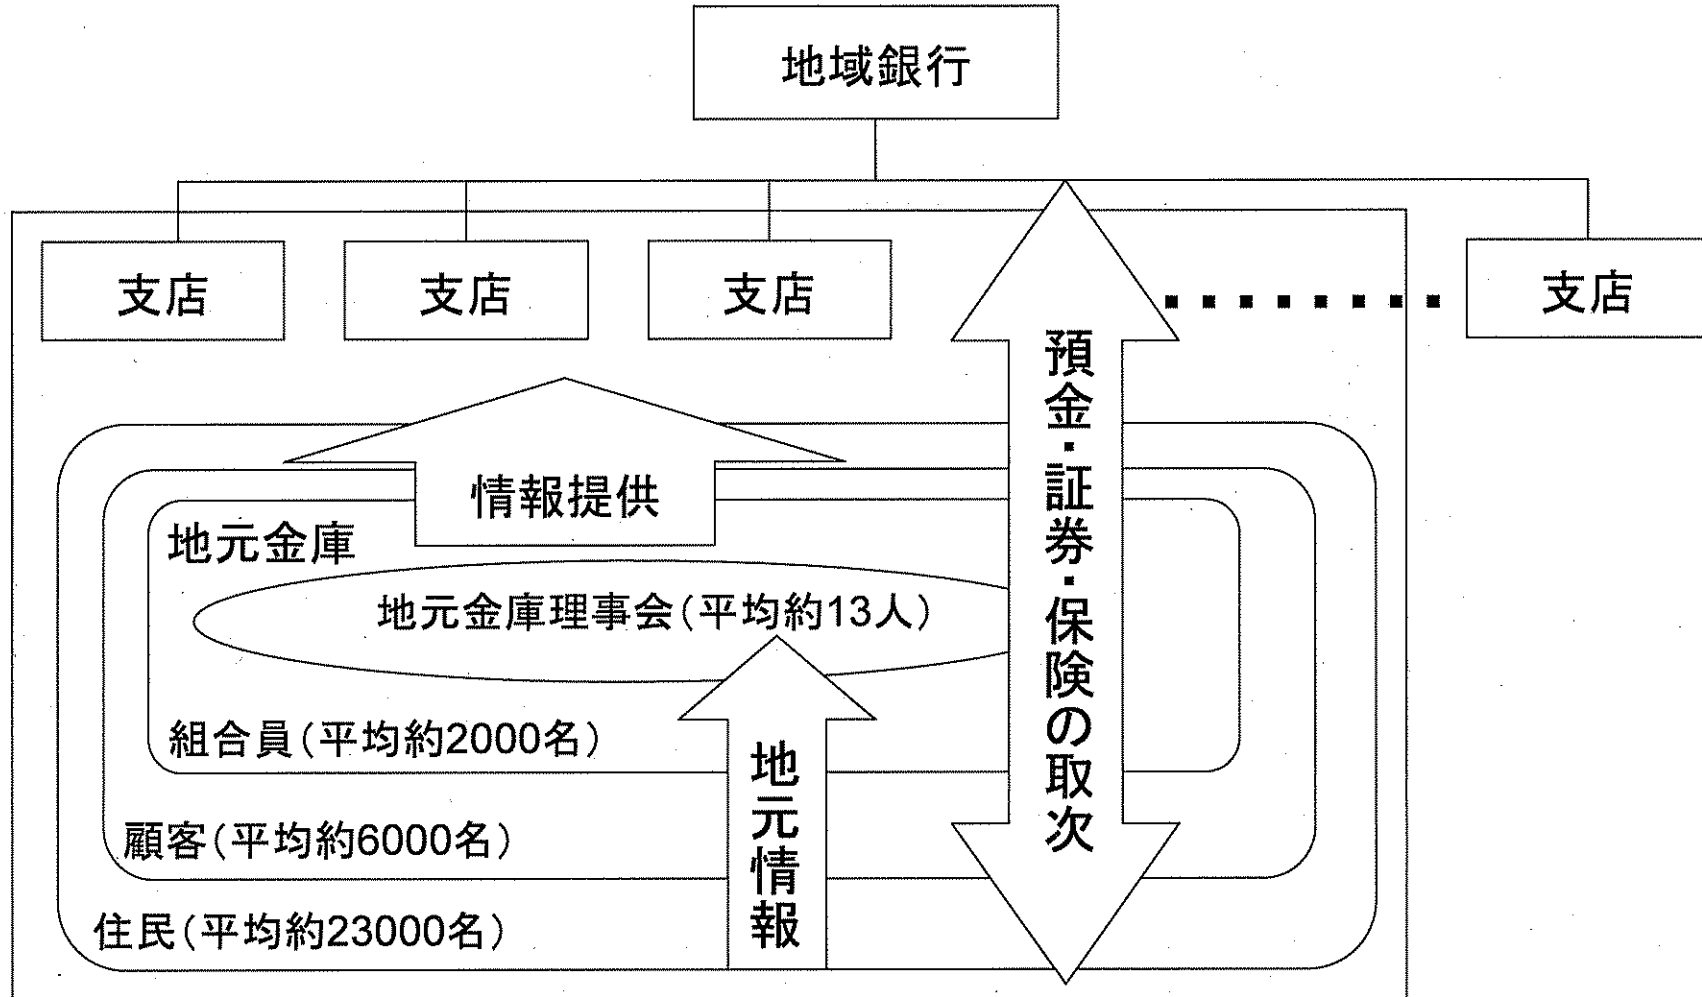 地域銀行
支店
支店
支店
支店
預金・証券・保険の取次
情報提供
地元金庫
地元金庫理事会(平均約13人)
組合員(平均約2000名)
地元情報
顧客(平均約6000名)
住民(平均約23000名)